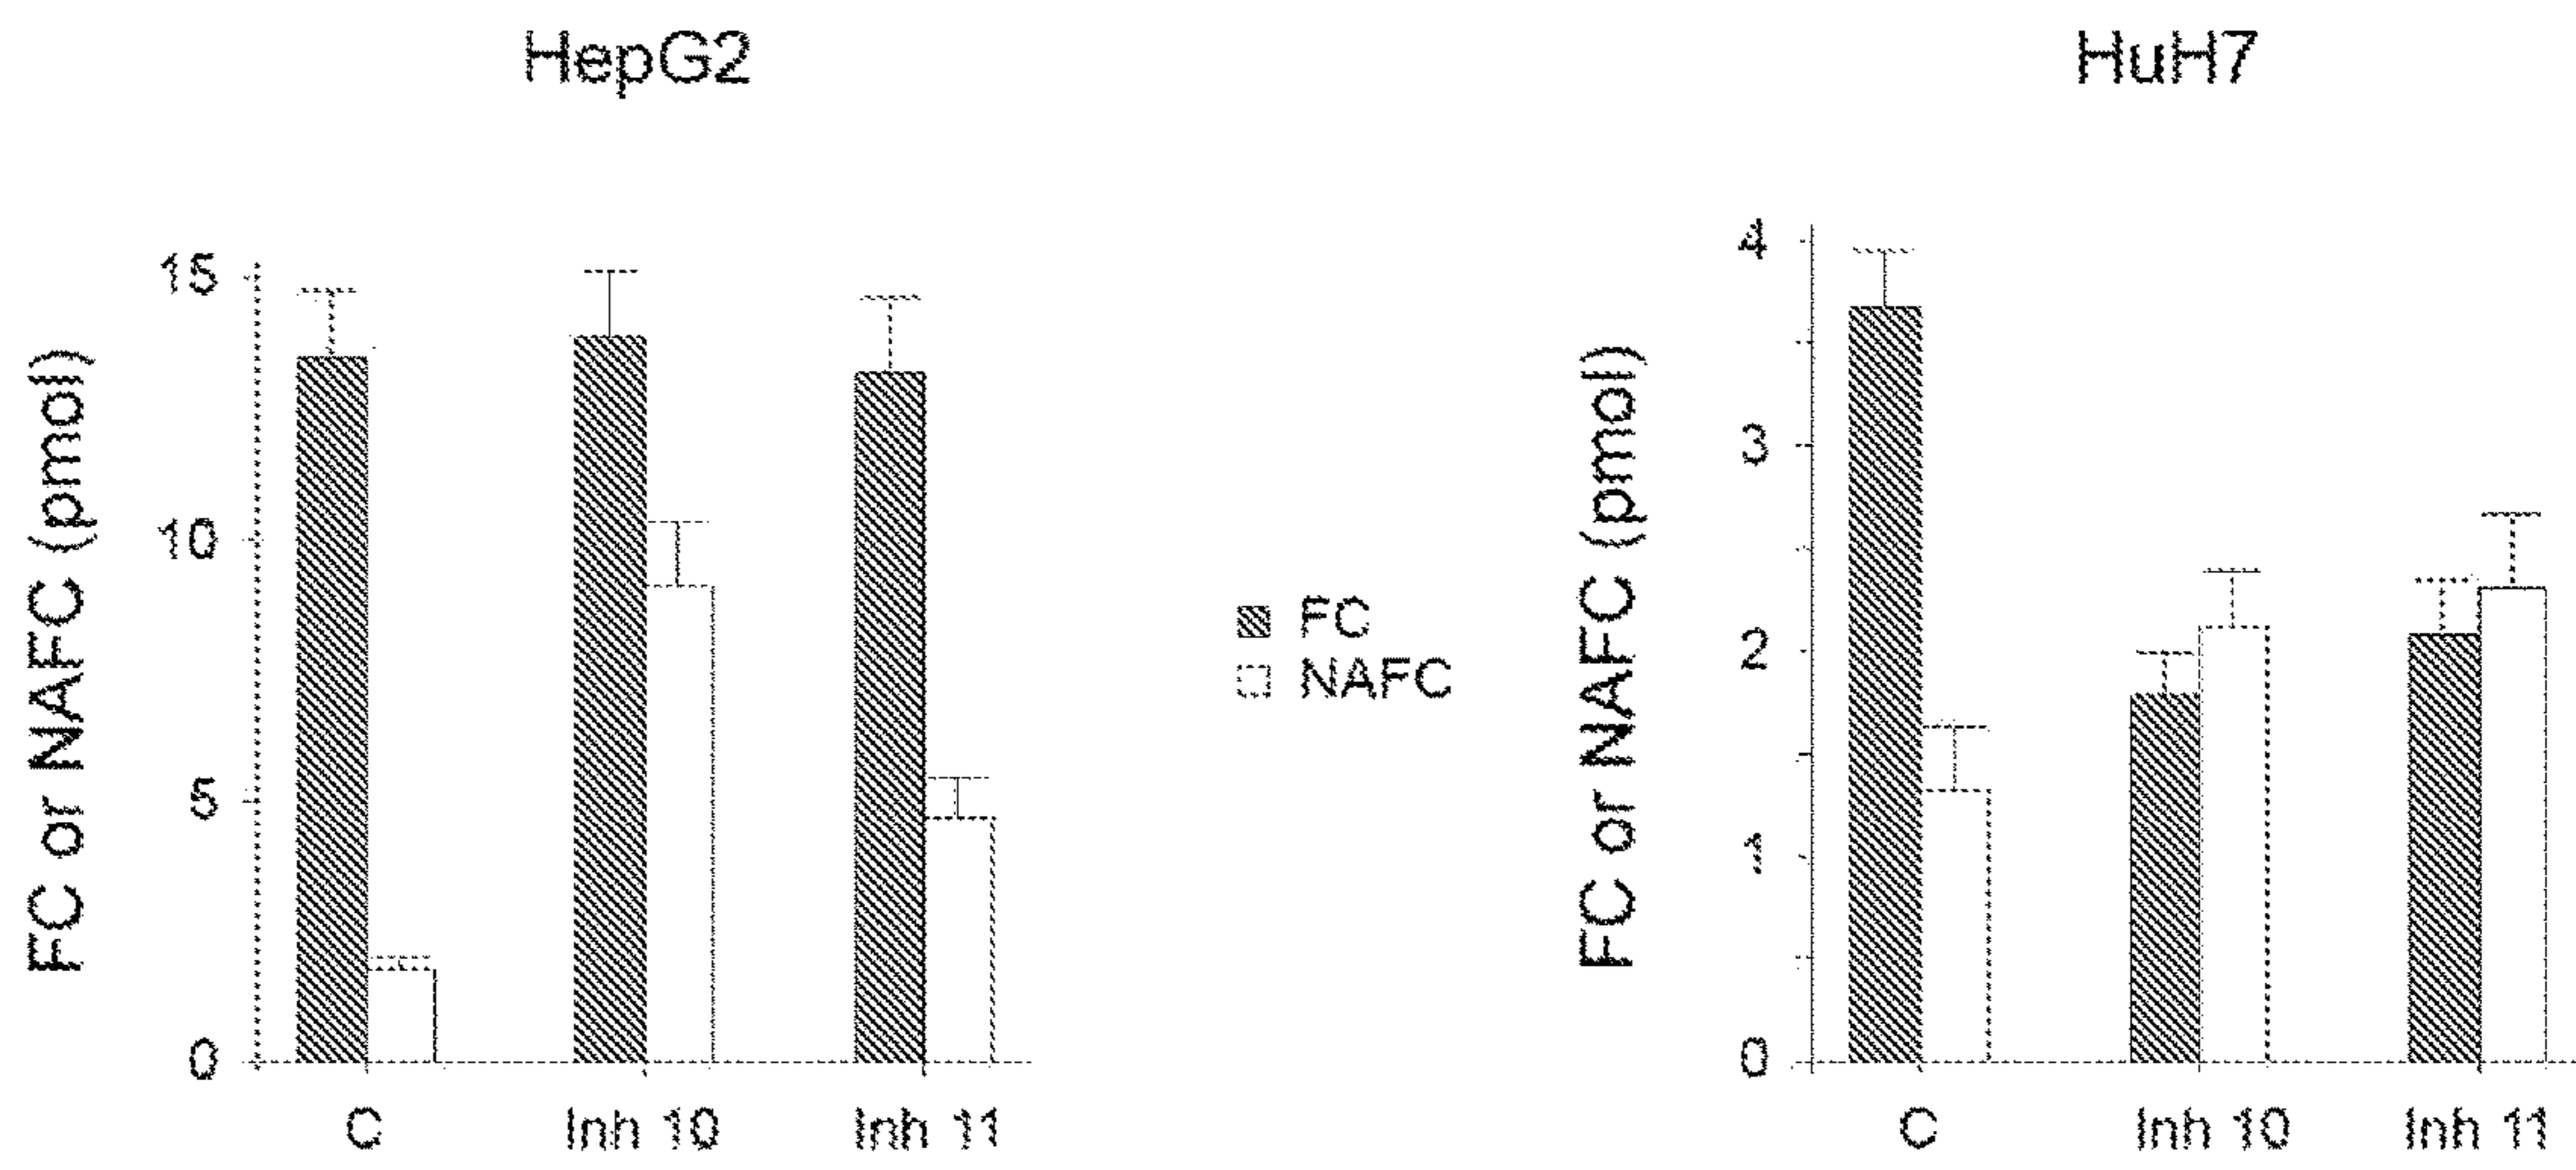 HepG2
HuH7
FC or NAFC (pmol)
15
10
5
0
C
Inh 10
Inh 11
FC
NAFC
FC or NAFC (pmol)
4
3
2
1
0
C
Inh 10
Inh 11